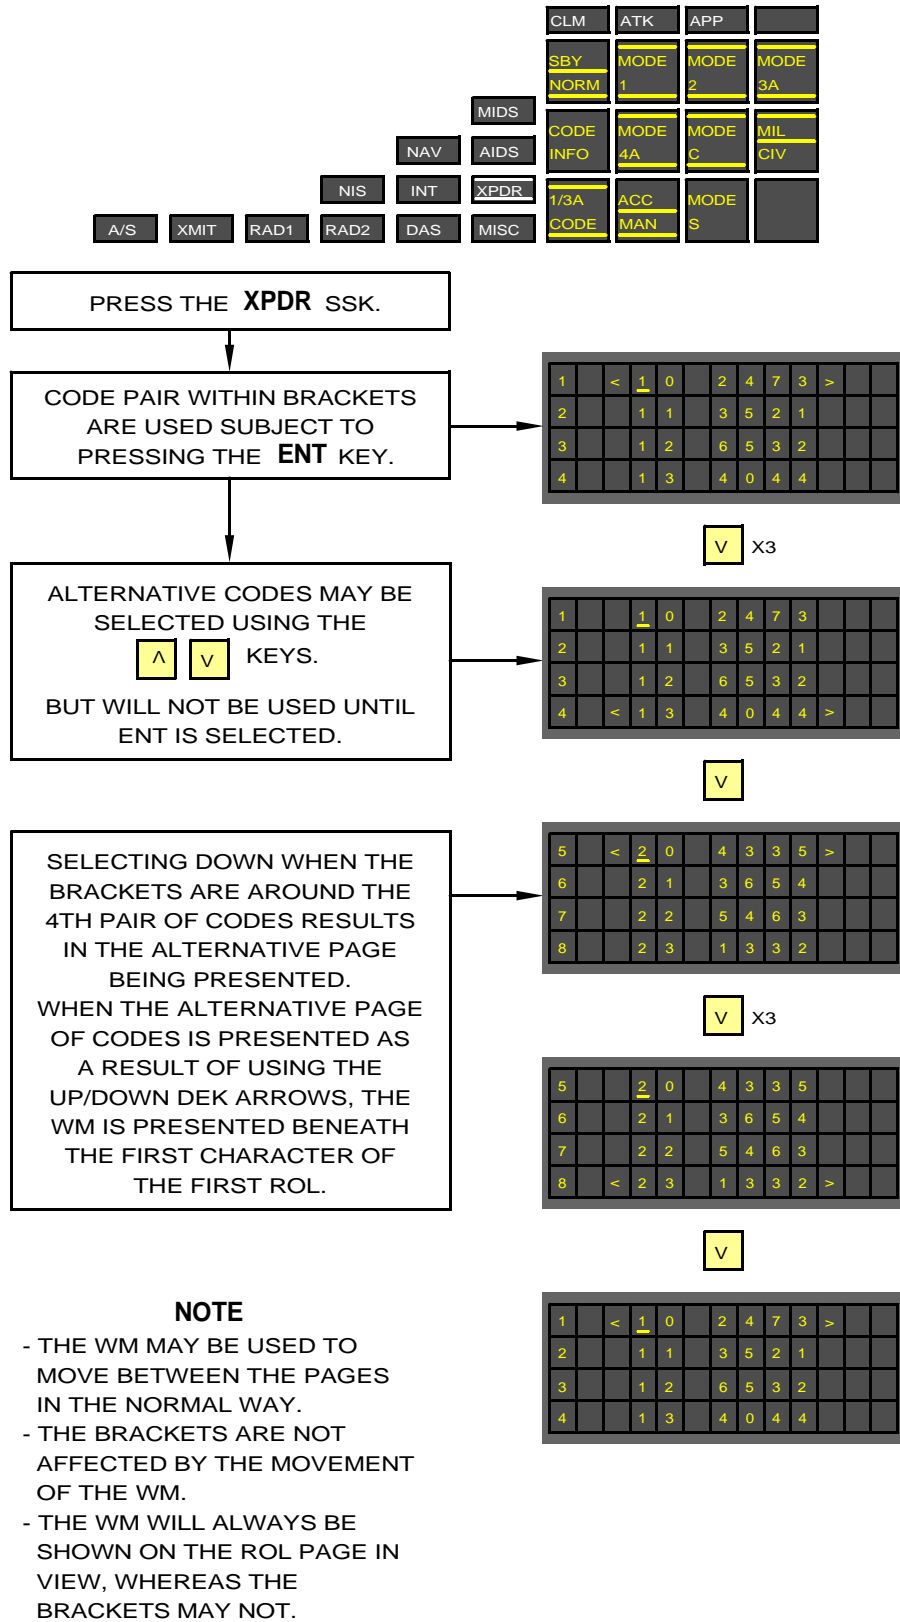 CLM ATK APP
SBY NORM MODE 1 MODE 2 MODE 3A
MIDS
CODE INFO MODE 4A MODE C MIL CIV
NAV AIDS
NIS INT XPDR
1/3A CODE ACC MAN MODE S
A/S XMIT RAD1 RAD2 DAS MISC
PRESS THE XPDR SSK.
CODE PAIR WITHIN BRACKETS
ARE USED SUBJECT TO
PRESSING THE ENT KEY.
1 < 1 0 2 4 7 3 >
2 1 1 3 5 2 1
3 1 2 6 5 3 2
4 1 3 4 0 4 4
V X3
ALTERNATIVE CODES MAY BE
SELECTED USING THE
Λ V KEYS.
BUT WILL NOT BE USED UNTIL
ENT IS SELECTED.
1 1 0 2 4 7 3
2 1 1 3 5 2 1
3 1 2 6 5 3 2
4 < 1 3 4 0 4 4 >
V
SELECTING DOWN WHEN THE
BRACKETS ARE AROUND THE
4TH PAIR OF CODES RESULTS
IN THE ALTERNATIVE PAGE
BEING PRESENTED.
WHEN THE ALTERNATIVE PAGE
OF CODES IS PRESENTED AS
A RESULT OF USING THE
UP/DOWN DEK ARROWS, THE
WM IS PRESENTED BENEATH
THE FIRST CHARACTER OF
THE FIRST ROL.
5 < 2 0 4 3 3 5 >
6 2 1 3 6 5 4
7 2 2 5 4 6 3
8 2 3 1 3 3 2
V X3
5 2 0 4 3 3 5
6 2 1 3 6 5 4
7 2 2 5 4 6 3
8 < 2 3 1 3 3 2 >
V
1 < 1 0 2 4 7 3 >
2 1 1 3 5 2 1
3 1 2 6 5 3 2
4 1 3 4 0 4 4
NOTE
- THE WM MAY BE USED TO
MOVE BETWEEN THE PAGES
IN THE NORMAL WAY.
- THE BRACKETS ARE NOT
AFFECTED BY THE MOVEMENT
OF THE WM.
- THE WM WILL ALWAYS BE
SHOWN ON THE ROL PAGE IN
VIEW, WHEREAS THE
BRACKETS MAY NOT.